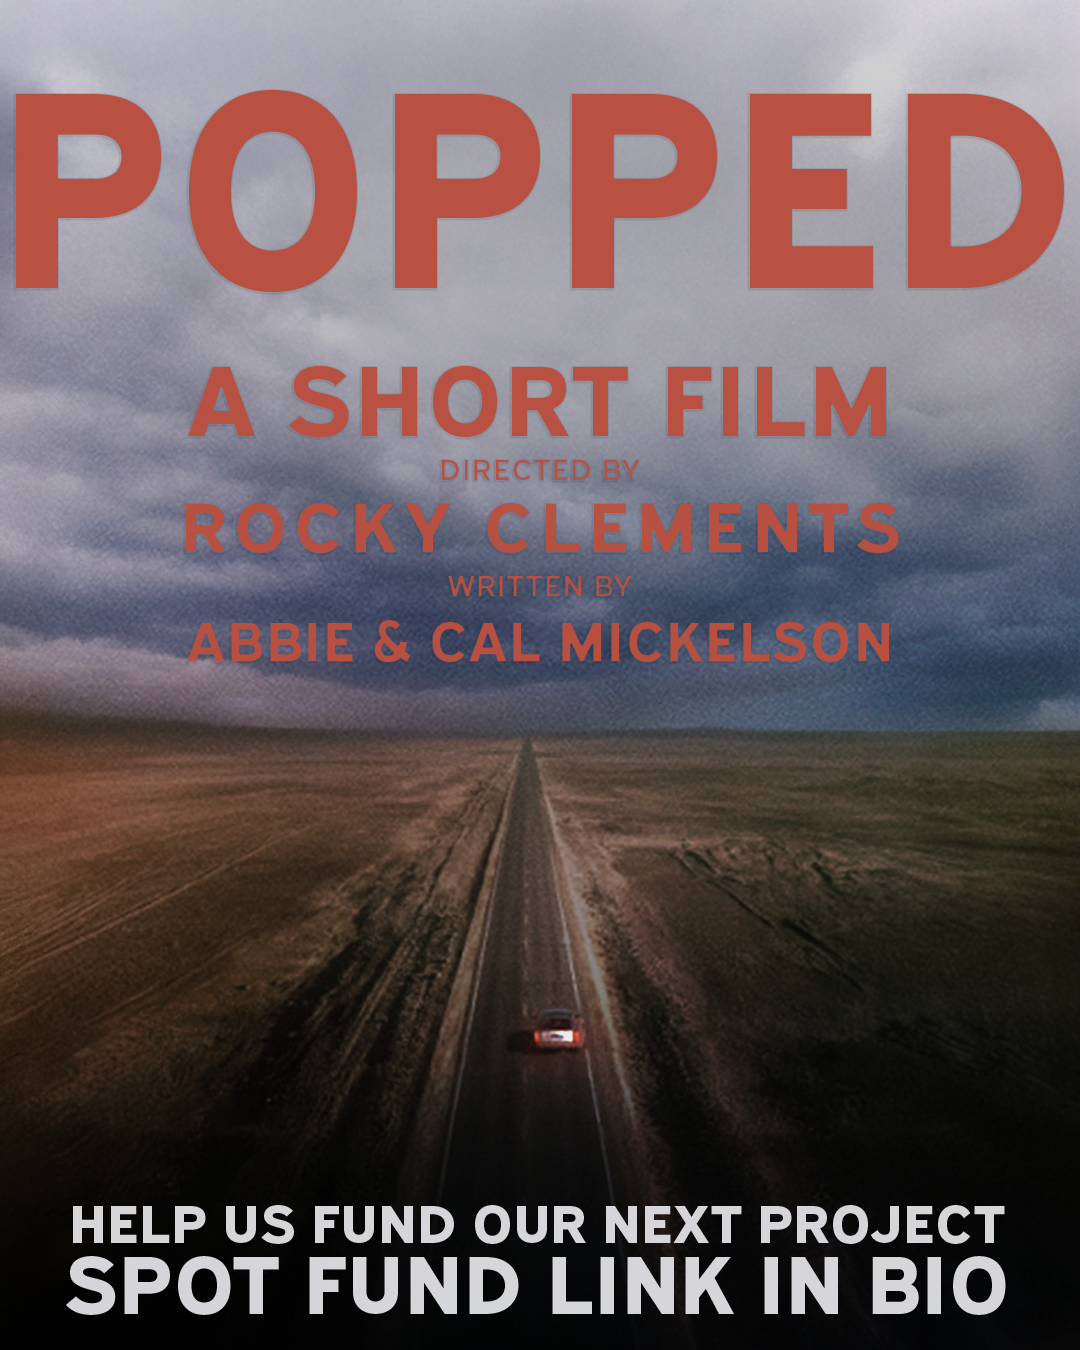 POPPED
A SHORT FILM
DIRECTED BY
ROCKY CLEMENTS
WRITTEN BY
ABBIE & CAL MICKELSON
HELP US FUND OUR NEXT PROJECT
SPOT FUND LINK IN BIO